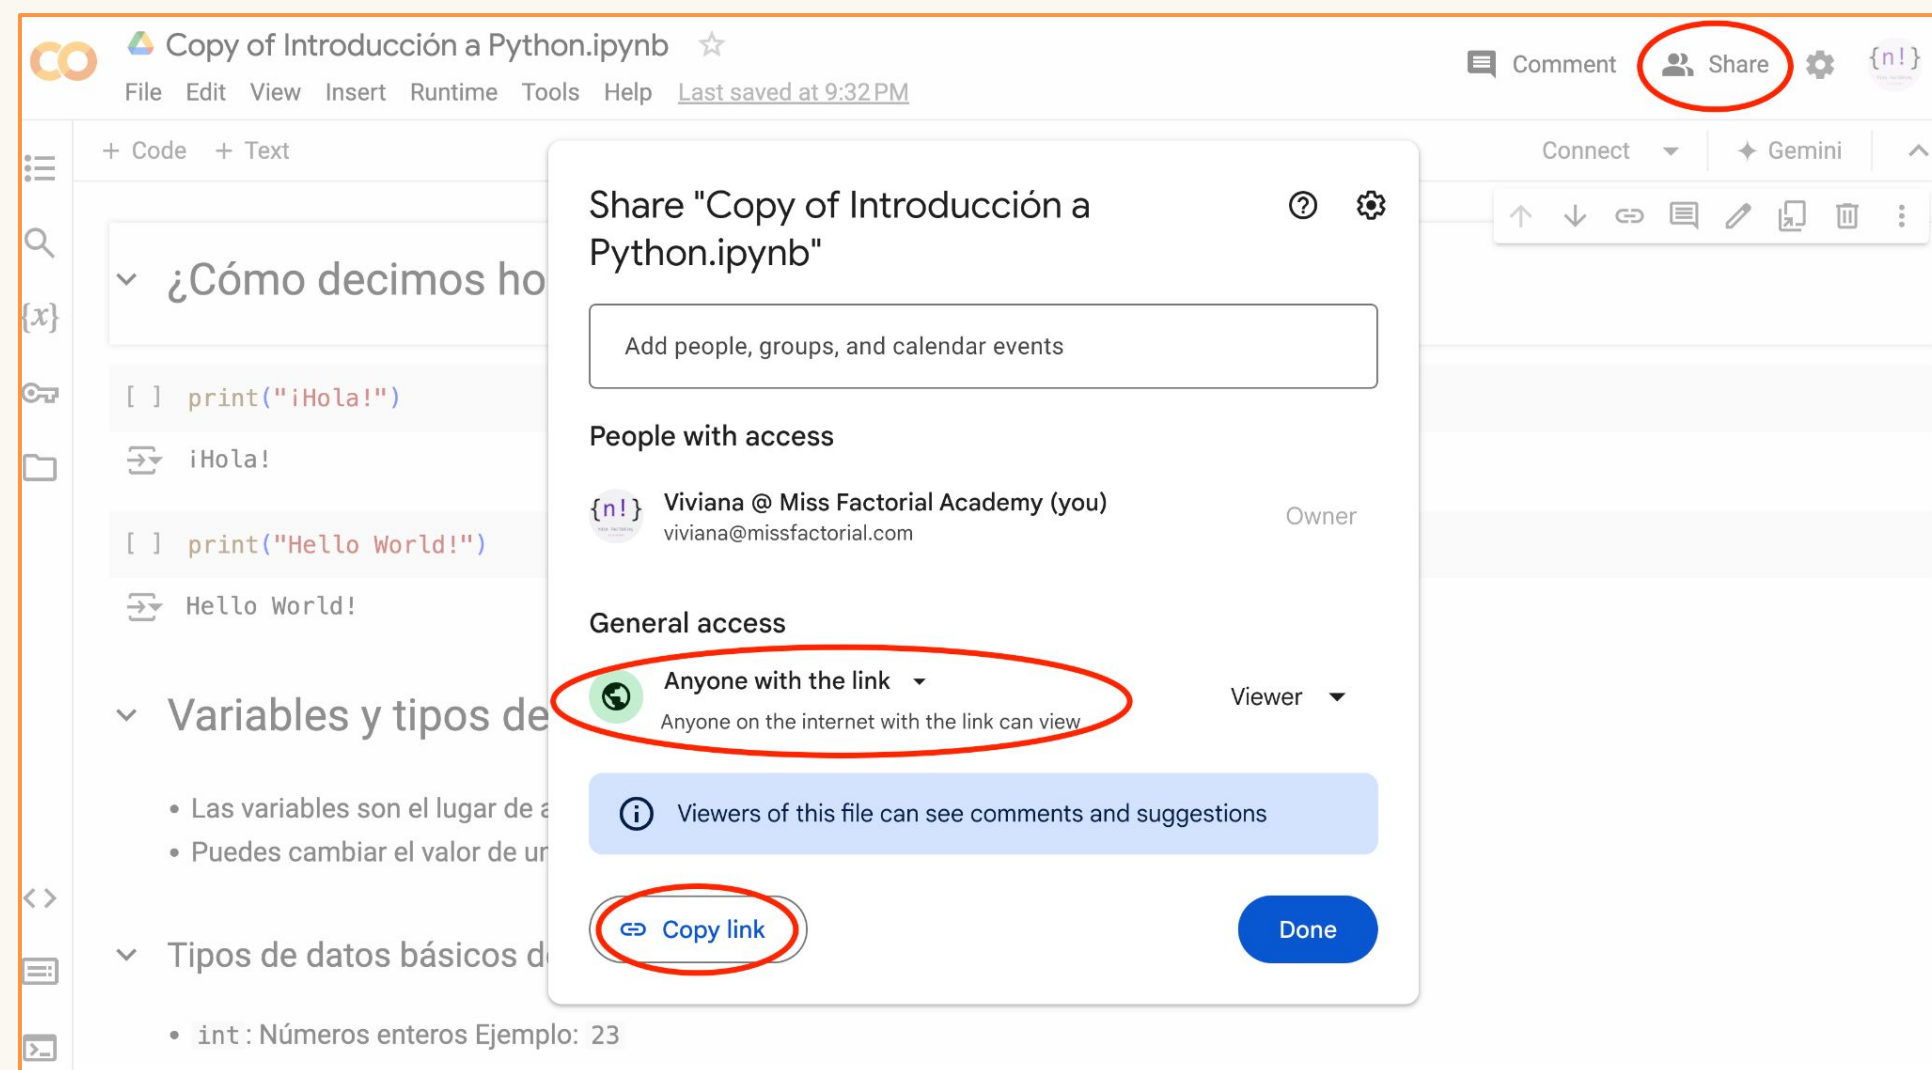 Copy of Introducción a Python.ipynb
Comment
Share
{n!}
File Edit View Insert Runtime Tools Help Last saved at 9:32 PM
+ Code + Text
Connect
Gemini
Share "Copy of Introducción a
Python.ipynb"
¿Cómo decimos ho
{x}
Add people, groups, and calendar events
[ ] print("¡Hola!")
People with access
¡Hola!
{n!}
Viviana @ Miss Factorial Academy (you)
viviana@missfactorial.com
Owner
[ ] print("Hello World!")
Hello World!
General access
Anyone with the link
Anyone on the internet with the link can view
Viewer
Variables y tipos de
• Las variables son el lugar de a
Viewers of this file can see comments and suggestions
• Puedes cambiar el valor de un
Copy link
Done
Tipos de datos básicos d
• int: Números enteros Ejemplo: 23